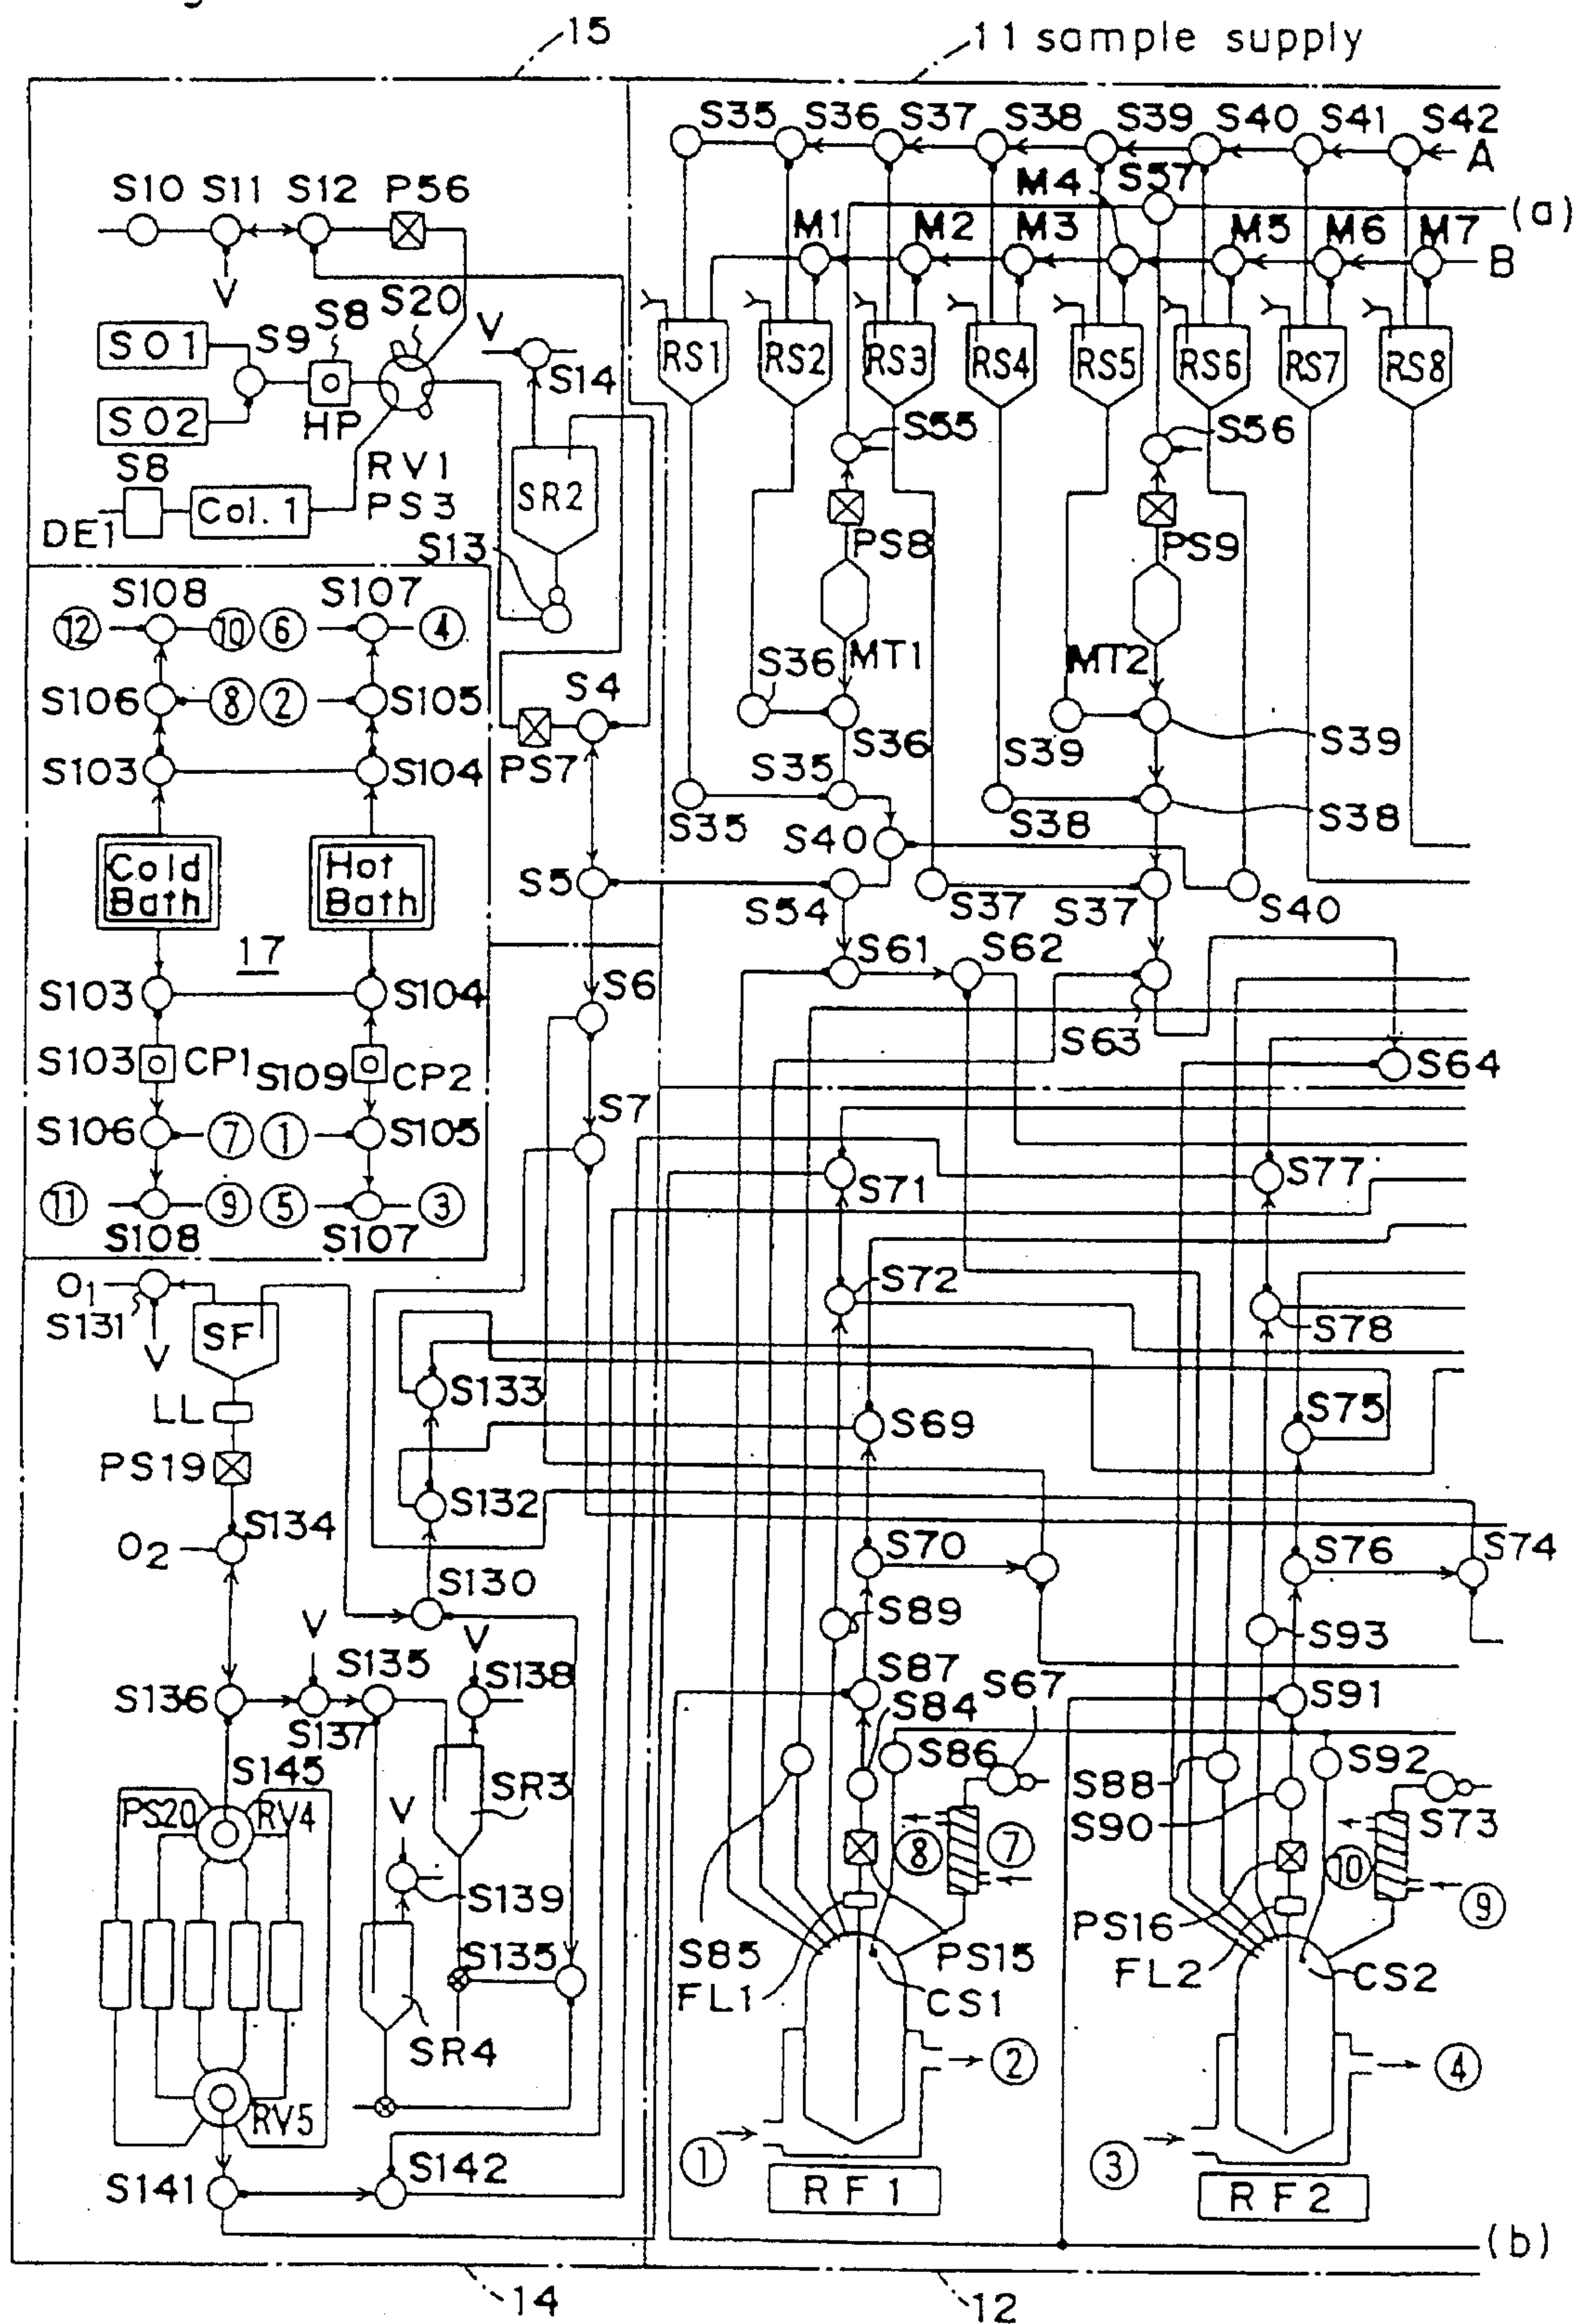 15
11 sample supply
S35 S36 S37 S38 S39 S40 S41 S42
A
S10 S11 S12 P56
M4 S57
(a)
M1 M2 M3 M5 M6 M7
B
V
S20
S8
SO1
S9
V
S14
RS1 RS2 RS3 RS4 RS5 RS6 RS7 RS8
SO2
HP
S55 S56
S8
RV1
PS3
SR2
Col. 1
DE1
S13
PS8 PS9
S108 S107
12 10 6 4
MT1 MT2
S36
S4
S106 8 2 S105
S36 S39 S39
S103 S104 PS7
S35
S35 S38 S38
S40
Cold Bath
Hot Bath
S5
S54 S37 S37 S40
17
S61 S62
S103 S104
S6
S63
S64
S103 CP1 S109 CP2
S7
S106 7 1 S105
S71 S77
11 9 5 3
S108 S107
O1
S131
SF
V
S72
S78
LL
S133
S69 S75
PS19
S132
S134
O2
S70 S76 S74
S130
V
V
S89
S93
S135 S138
S87 S67
S91
S136
S137
S84
S86
S145
S88 S92
PS20 RV4
SR3
S90 S73
V
8 7
10
S139
9
PS16
S85 PS15
S135
FL2
CS2
FL1 CS1
SR4
2 4
RV5
1 3
S142
S141
RF1 RF2
(b)
14
12